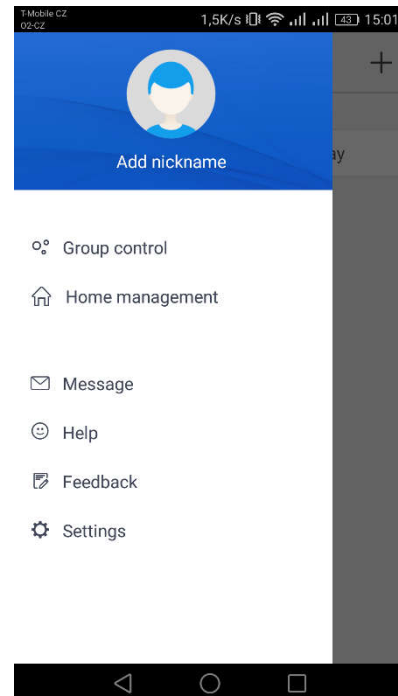 T-Mobile CZ
O2-CZ
1,5K/s 43 15:01
Add nickname
ay
Group control
Home management
Message
Help
Feedback
Settings